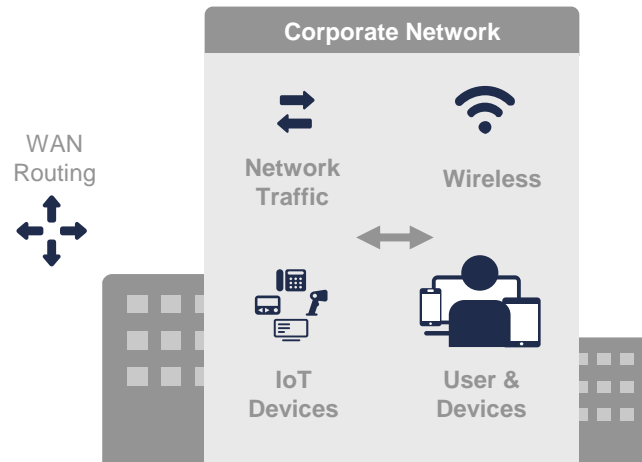 Corporate Network
WAN
Routing
Network
Traffic
Wireless
IoT
Devices
User &
Devices